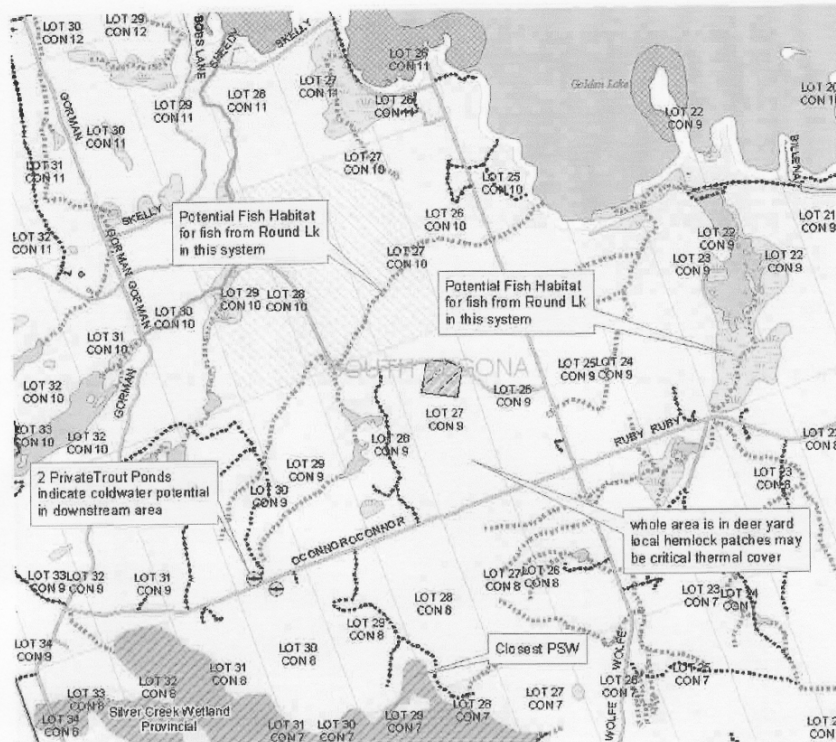 LOT 30
CON 12
LOT 29
CON 12
BOBS LANE
SPEEDY
SKELLY
LOT 26
CON 11
Golden Lake
LOT 20
LOT 27
CON 11
LOT 28
CON 11
LOT 26
CON 11
LOT 29
CON 11
GORMAN
LOT 30
CON 11
LOT 22
CON 9
LOT 31
CON 11
LOT 27
CON 10
LOT 25
CON 10
LOT 32
CON 11
SKELLY
Potential Fish Habitat
for fish from Round Lk
in this system
LOT 26
CON 10
LOT 21
CON 9
LOT 22
CON 9
LOT 27
CON 10
LOT 23
CON 9
LOT 22
CON 9
GORMAN GORMAN
Potential Fish Habitat
for fish from Round Lk
in this system
LOT 29
CON 10
LOT 28
CON 10
LOT 30
CON 10
LOT 31
CON 10
GORMAN
LOT 25
CON 9
LOT 24
CON 9
LOT 32
CON 10
LOT 26
CON 9
LOT 27
CON 9
LOT 33
CON 10
LOT 32
CON 10
LOT 28
CON 9
RUBY RUBY
CON 8
2 PrivateTrout Ponds
indicate coldwater potential
in downstream area
LOT 29
CON 9
LOT 30
CON 9
LOT 23
CON 8
OCONNOROCONNOR
whole area is in deer yard
local hemlock patches may
be critical thermal cover
LOT 33
CON 9
LOT 32
CON 9
LOT 31
CON 9
LOT 27
CON 8
LOT 26
CON 8
LOT 28
CON 8
LOT 23
CON 7
LOT 24
CON 7
LOT 29
CON 8
LOT 34
CON 9
LOT 30
CON 8
Closest PSW
WOLFE
LOT 31
CON 8
LOT 32
CON 8
LOT 25
CON 7
LOT 26
CON 7
LOT 33
CON 8
LOT 27
CON 7
LOT 28
CON 7
Silver Creek Wetland
Provincial
LOT 34
CON 8
LOT 31
CON 7
LOT 30
CON 7
LOT 29
CON 7
WOLFE